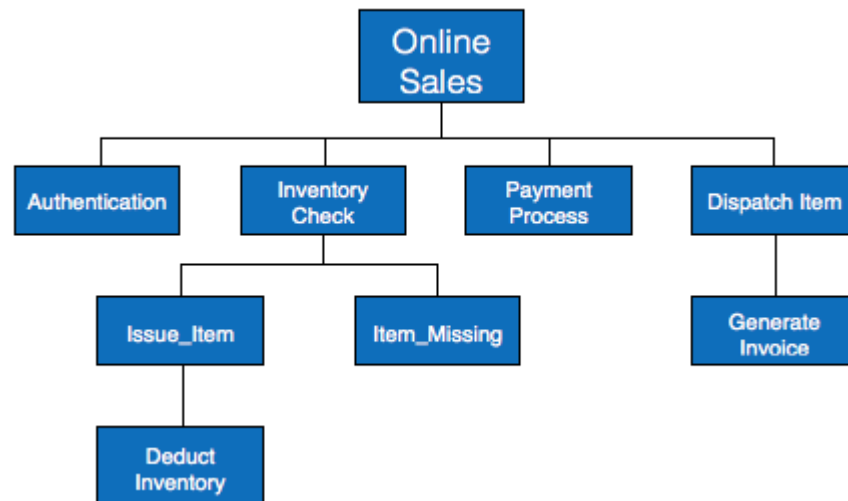 Online
Sales
Authentication
Inventory
Check
Payment
Process
Dispatch Item
Issue_Item
Item_Missing
Generate
Invoice
Deduct
Inventory